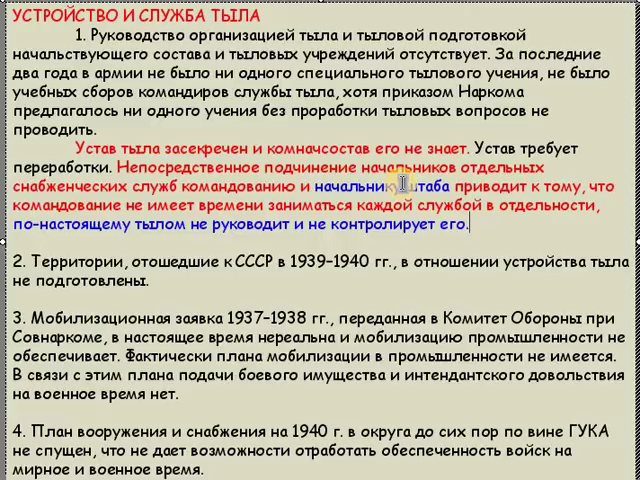 УСТРОЙСТВО И СЛУЖБА ТЫЛА
1. Руководство организацией тыла и тыловой подготовкой
начальствующего состава и тыловых учреждений отсутствует. За последние
два года в армии не было ни одного специального тылового учения, не было
учебных сборов командиров службы тыла, хотя приказом Наркома
предлагалось ни одного учения без проработки тыловых вопросов не
проводить.
Устав тыла засекречен и комначсостав его не знает. Устав требует
переработки. Непосредственное подчинение начальников отдельных
снабженческих служб командованию и начальнику штаба приводит к тому, что
командование не имеет времени заниматься каждой службой в отдельности,
по-настоящему тылом не руководит и не контролирует его.
2. Территории, отошедшие к СССР в 1939–1940 гг., в отношении устройства тыла
не подготовлены.
3. Мобилизационная заявка 1937–1938 гг., переданная в Комитет Обороны при
Совнаркоме, в настоящее время нереальна и мобилизацию промышленности не
обеспечивает. Фактически плана мобилизации в промышленности не имеется.
В связи с этим плана подачи боевого имущества и интендантского довольствия
на военное время нет.
4. План вооружения и снабжения на 1940 г. в округа до сих пор по вине ГУКА
не спущен, что не дает возможности отработать обеспеченность войск на
мирное и военное время.